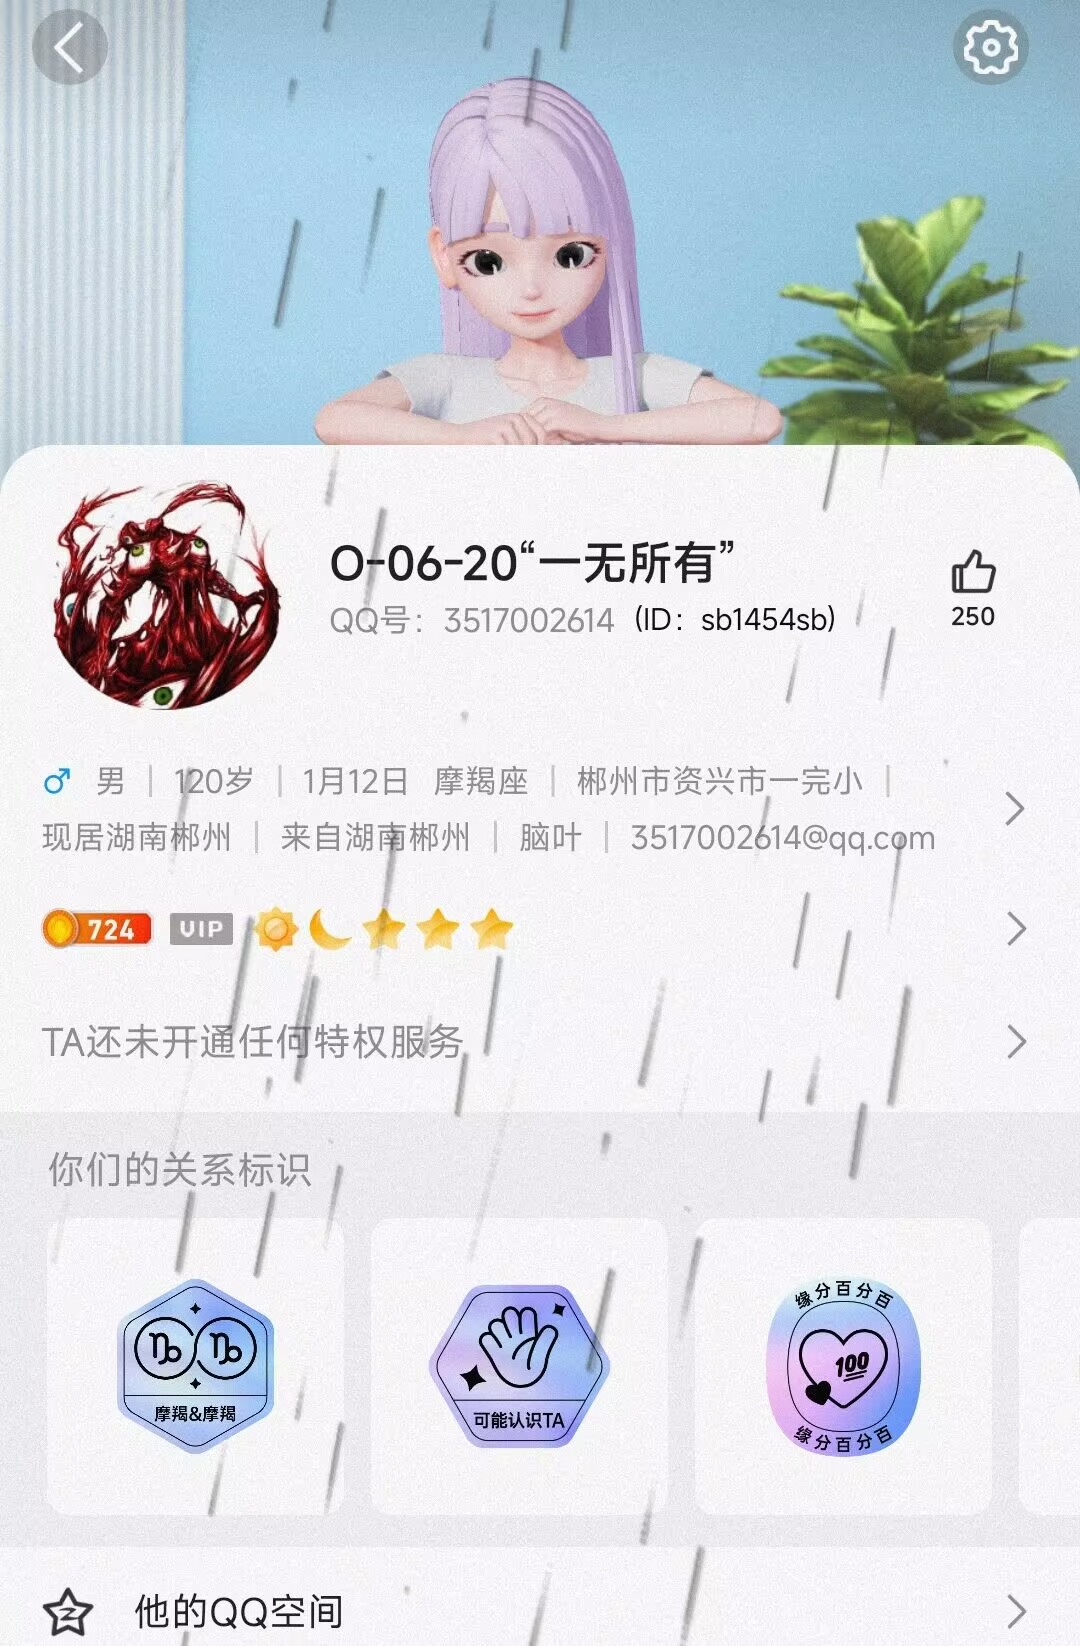 O-06-20“一无所有”
QQ号：3517002614（ID：sb1454sb）
250
男 | 120岁 | 1月12日 摩羯座 | 郴州市资兴市一完小 |
现居湖南郴州 | 来自湖南郴州 | 脑叶 | 3517002614@qq.com
724 VIP
TA还未开通任何特权服务
你们的关系标识
摩羯&摩羯
可能认识TA
缘分百分百
100
缘分百分百
他的QQ空间